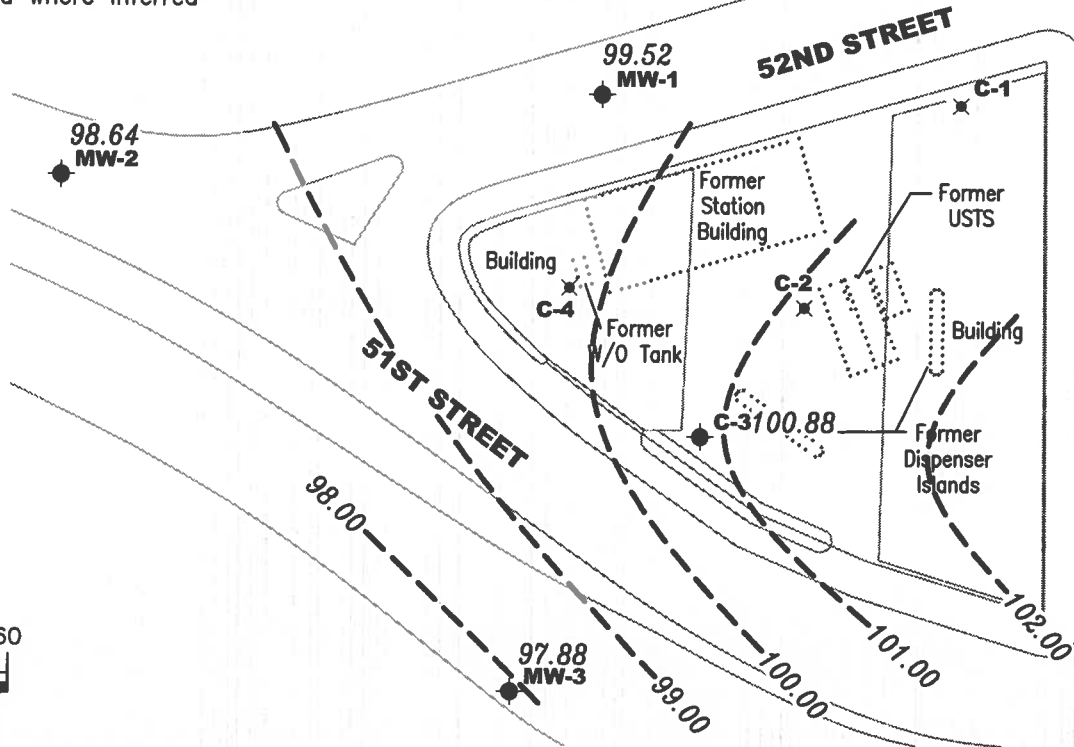 where inferred
52ND STREET
99.52
MW-1
C-1
98.64
MW-2
Former
Station
Building
Former
USTS
Building
C-2
C-4
Former
W/O Tank
Building
51ST STREET
C-3
100.88
Former
Dispenser
Islands
98.00
97.88
MW-3
99.00
100.00
101.00
102.00
60